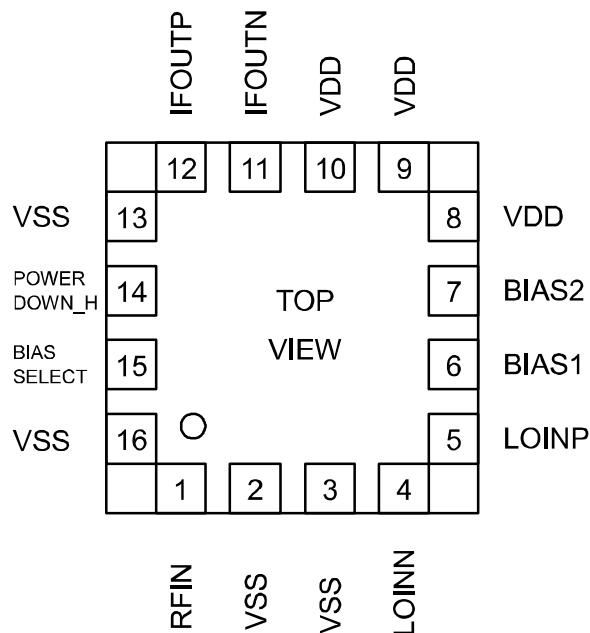 IFOUTP
IFOUTN
VDD
VDD
12
11
10
9
VSS
13
8
VDD
POWER
DOWN_H
14
TOP
VIEW
7
BIAS2
BIAS
SELECT
15
6
BIAS1
VSS
16
5
LOINP
1
2
3
4
RFIN
VSS
VSS
LOINN